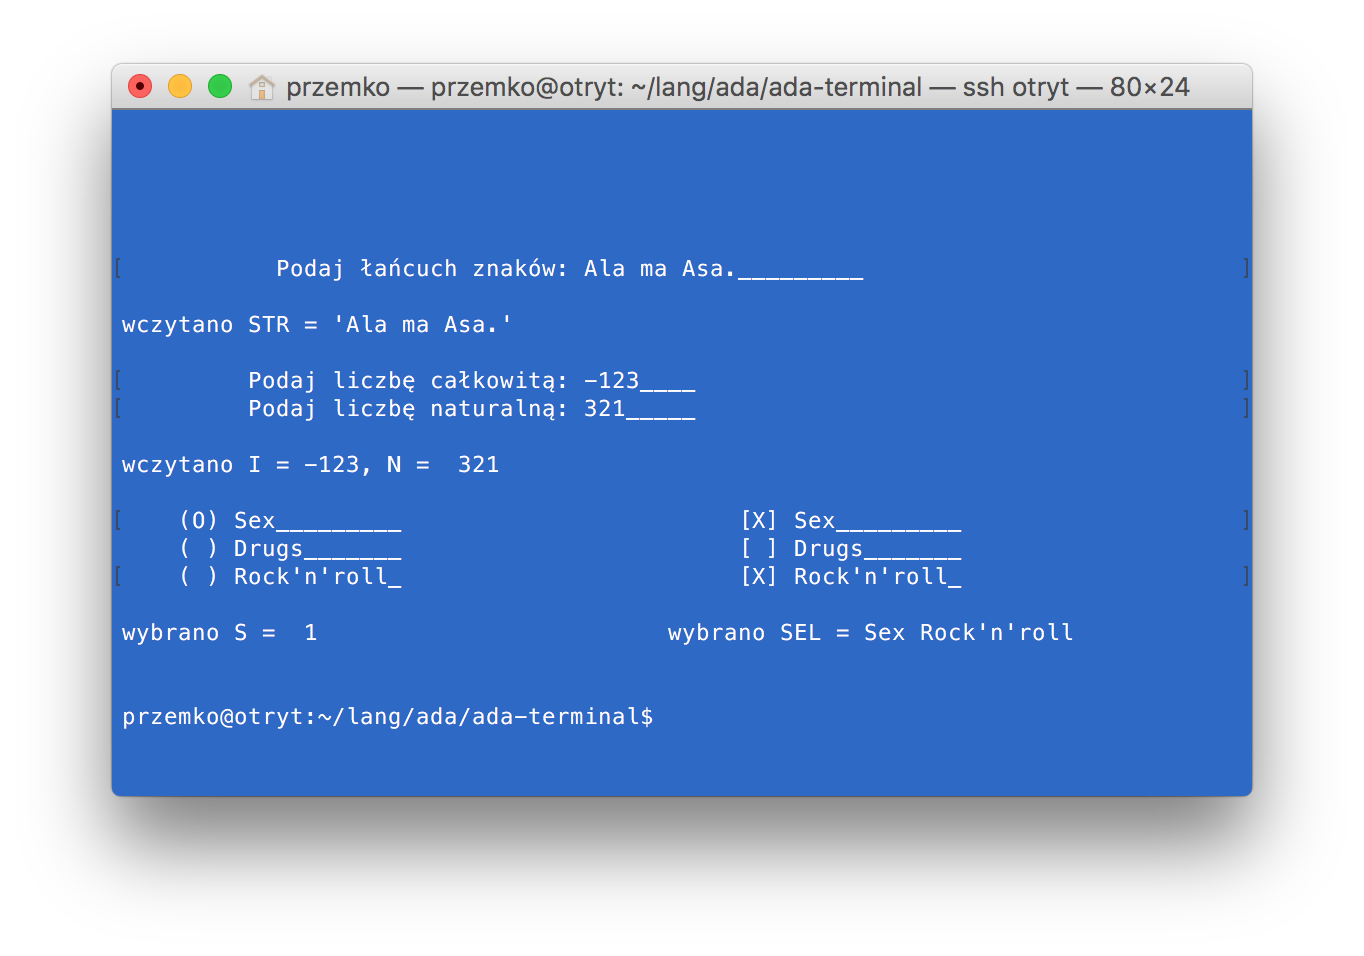 przemko — przemko@otryt: ~/lang/ada/ada-terminal — ssh otryt — 80×24
[ Podaj łańcuch znaków: Ala ma Asa._________ ]
wczytano STR = 'Ala ma Asa.'
[ Podaj liczbę całkowitą: -123____ ]
[ Podaj liczbę naturalną: 321_____ ]
wczytano I = -123, N =  321
[ (O) Sex_________ [X] Sex_________ ]
( ) Drugs_______ [ ] Drugs_______
[ ( ) Rock'n'roll_ [X] Rock'n'roll_ ]
wybrano S =  1 wybrano SEL = Sex Rock'n'roll
przemko@otryt:~/lang/ada/ada-terminal$